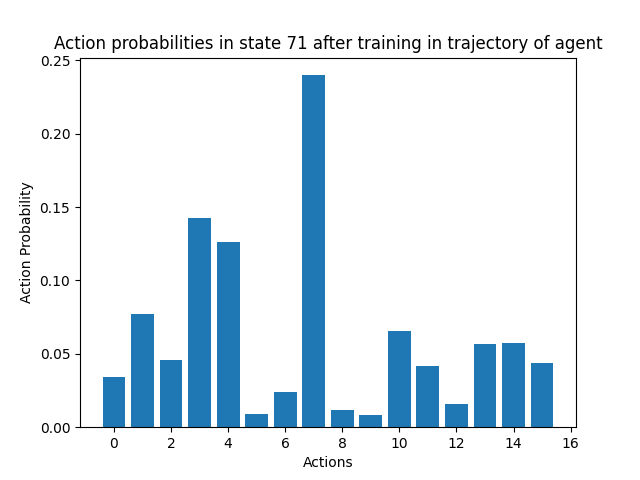 Action probabilities in state 71 after training in trajectory of agent
0.25
0.20
0.15
0.10
0.05
0.00
Action Probability
0 2 4 6 8 10 12 14 16
Actions